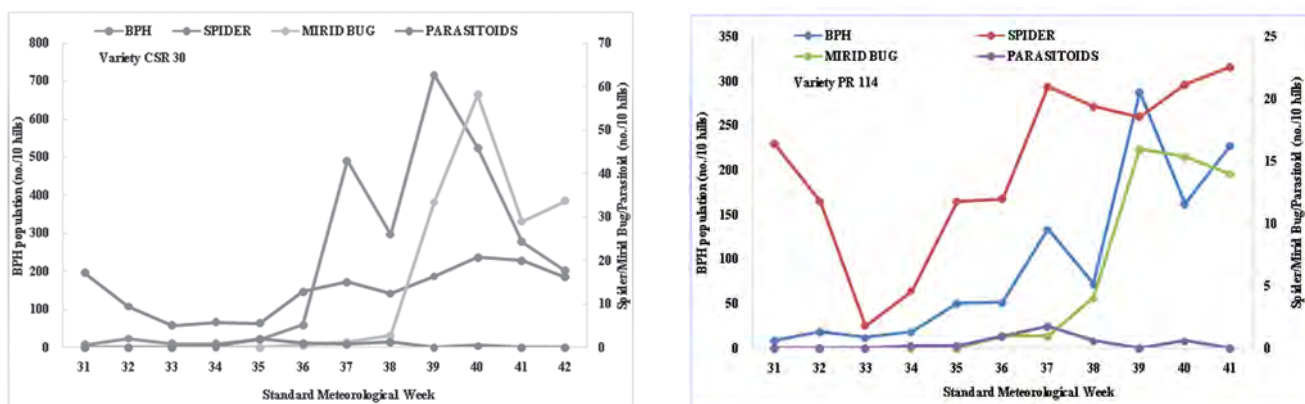 BPH SPIDER MIRID BUG PARASITOIDS
Variety CSR 30
800
700
600
500
400
300
200
100
0
BPH population (no./10 hills)
70
60
50
40
30
20
10
0
Spider/Mirid Bug/Parasitoid (no./10 hills)
31 32 33 34 35 36 37 38 39 40 41 42
Standard Meteorological Week
BPH SPIDER
MIRID BUG PARASITOIDS
Variety PR 114
350
300
250
200
150
100
50
0
BPH population (no./10 hills)
25
20
15
10
5
0
Spider/Mirid Bug/Parasitoid (no./10 hills)
31 32 33 34 35 36 37 38 39 40 41
Standard Meteorological Week